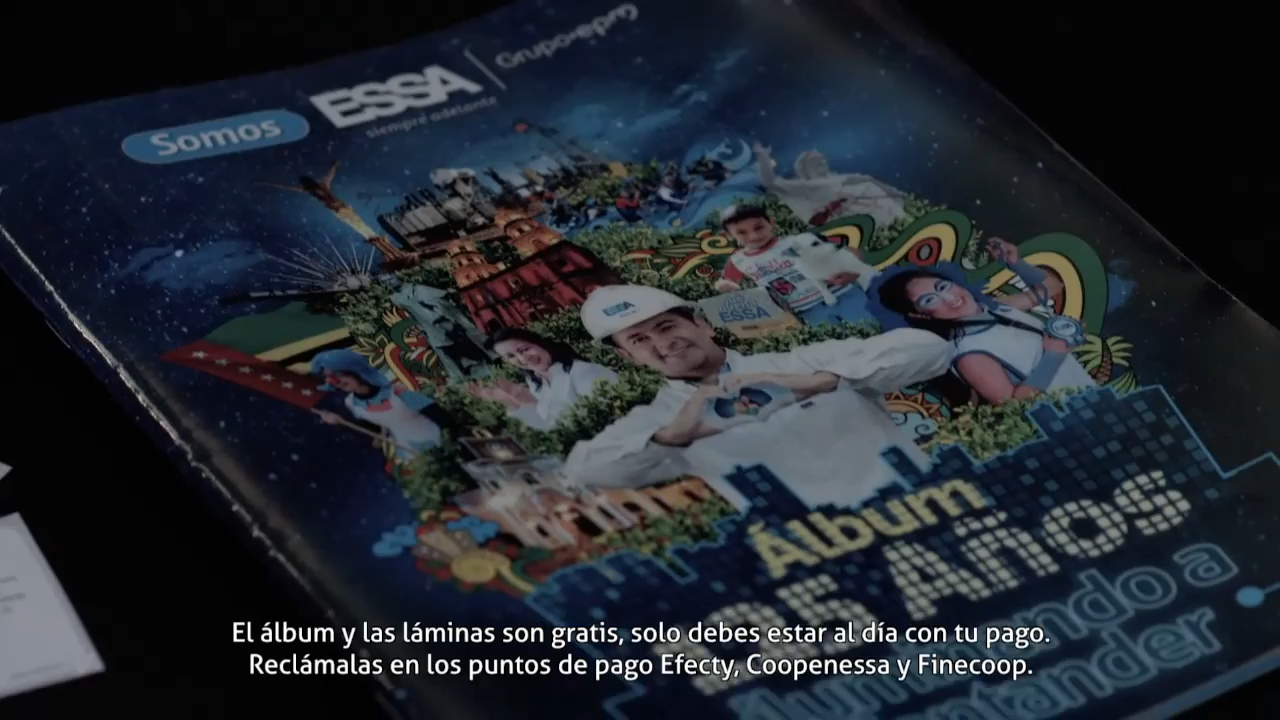 Somos
ESSA
Grupo·epm
siempre adelante
ESSA
ESSA
Álbum
Años
El álbum y las láminas son gratis, solo debes estar al día con tu pago.
Reclámalas en los puntos de pago Efecty, Coopenessa y Finecoop.